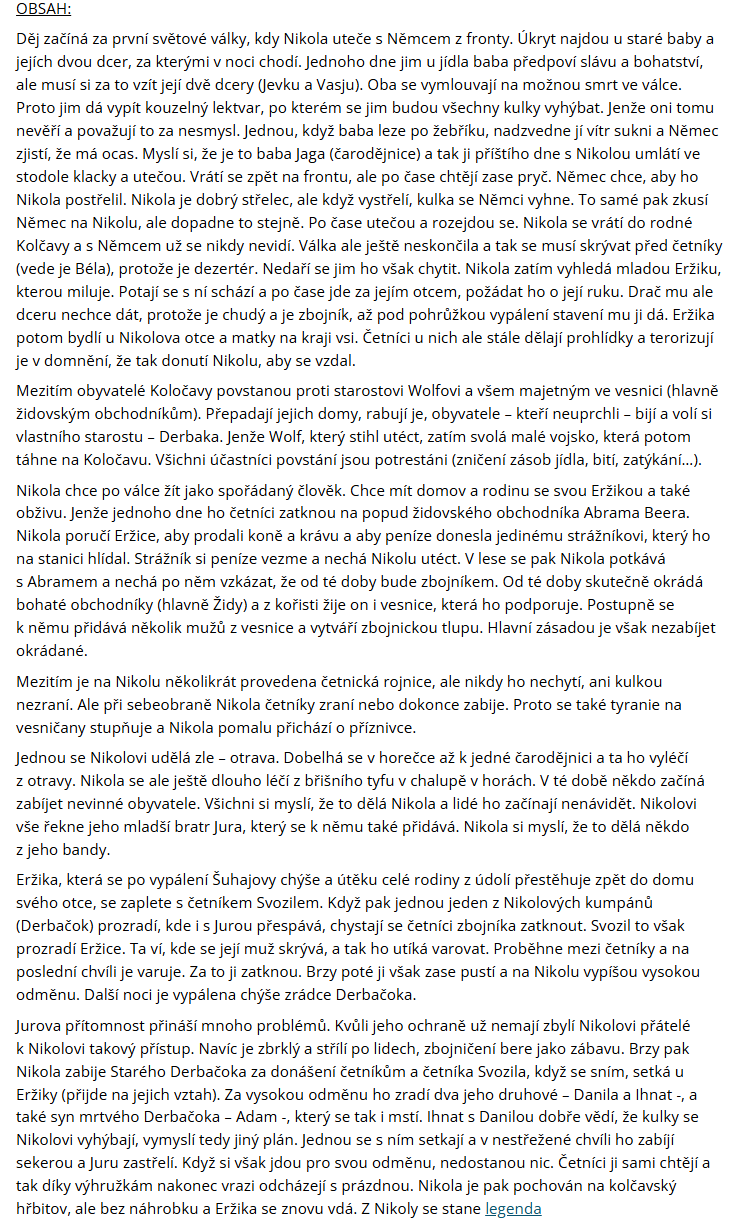 OBSAH:
Děj začíná za první světové války, kdy Nikola uteče s Němcem z fronty. Úkryt najdou u staré baby a
jejích dvou dcer, za kterými v noci chodí. Jednoho dne jim u jídla baba předpoví slávu a bohatství,
ale musí si za to vzít její dvě dcery (Jevku a Vasju). Oba se vymlouvají na možnou smrt ve válce.
Proto jim dá vypít kouzelný lektvar, po kterém se jim budou všechny kulky vyhýbat. Jenže oni tomu
nevěří a považují to za nesmysl. Jednou, když baba leze po žebříku, nadzvedne jí vítr sukni a Němec
zjistí, že má ocas. Myslí si, že je to baba Jaga (čarodějnice) a tak ji příštího dne s Nikolou umlátí ve
stodole klacky a utečou. Vrátí se zpět na frontu, ale po čase chtějí zase pryč. Němec chce, aby ho
Nikola postřelil. Nikola je dobrý střelec, ale když vystřelí, kulka se Němci vyhne. To samé pak zkusí
Němec na Nikolu, ale dopadne to stejně. Po čase utečou a rozejdou se. Nikola se vrátí do rodné
Kolčavy a s Němcem už se nikdy nevidí. Válka ale ještě neskončila a tak se musí skrývat před četníky
(vede je Béla), protože je dezertér. Nedaří se jim ho však chytit. Nikola zatím vyhledá mladou Eržiku,
kterou miluje. Potají se s ní schází a po čase jde za jejím otcem, požádat ho o její ruku. Drač mu ale
dceru nechce dát, protože je chudý a je zbojník, až pod pohrůžkou vypálení stavení mu ji dá. Eržika
potom bydlí u Nikolova otce a matky na kraji vsi. Četníci u nich ale stále dělají prohlídky a terorizují
je v domnění, že tak donutí Nikolu, aby se vzdal.
Mezitím obyvatelé Koločavy povstanou proti starostovi Wolfovi a všem majetným ve vesnici (hlavně
židovským obchodníkům). Přepadají jejich domy, rabují je, obyvatele – kteří neuprchli – bijí a volí si
vlastního starostu – Derbaka. Jenže Wolf, který stihl utéct, zatím svolá malé vojsko, která potom
táhne na Koločavu. Všichni účastníci povstání jsou potrestáni (zničení zásob jídla, bití, zatýkání…).
Nikola chce po válce žít jako spořádaný člověk. Chce mít domov a rodinu se svou Eržikou a také
obživu. Jenže jednoho dne ho četníci zatknou na popud židovského obchodníka Abrama Beera.
Nikola poručí Eržice, aby prodali koně a krávu a aby peníze donesla jedinému strážníkovi, který ho
na stanici hlídal. Strážník si peníze vezme a nechá Nikolu utéct. V lese se pak Nikola potkává
s Abramem a nechá po něm vzkázat, že od té doby bude zbojníkem. Od té doby skutečně okrádá
bohaté obchodníky (hlavně Židy) a z kořisti žije on i vesnice, která ho podporuje. Postupně se
k němu přidává několik mužů z vesnice a vytváří zbojnickou tlupu. Hlavní zásadou je však nezabíjet
okrádané.
Mezitím je na Nikolu několikrát provedena četnická rojnice, ale nikdy ho nechytí, ani kulkou
nezraní. Ale při sebeobraně Nikola četníky zraní nebo dokonce zabije. Proto se také tyranie na
vesničany stupňuje a Nikola pomalu přichází o příznivce.
Jednou se Nikolovi udělá zle – otrava. Dobelhá se v horečce až k jedné čarodějnici a ta ho vyléčí
z otravy. Nikola se ale ještě dlouho léčí z břišního tyfu v chalupě v horách. V té době někdo začíná
zabíjet nevinné obyvatele. Všichni si myslí, že to dělá Nikola a lidé ho začínají nenávidět. Nikolovi
vše řekne jeho mladší bratr Jura, který se k němu také přidává. Nikola si myslí, že to dělá někdo
z jeho bandy.
Eržika, která se po vypálení Šuhajovy chýše a útěku celé rodiny z údolí přestěhuje zpět do domu
svého otce, se zaplete s četníkem Svozilem. Když pak jednou jeden z Nikolových kumpánů
(Derbačok) prozradí, kde i s Jurou přespává, chystají se četníci zbojníka zatknout. Svozil to však
prozradí Eržice. Ta ví, kde se její muž skrývá, a tak ho utíká varovat. Proběhne mezi četníky a na
poslední chvíli je varuje. Za to ji zatknou. Brzy poté ji však zase pustí a na Nikolu vypíšou vysokou
odměnu. Další noci je vypálena chýše zrádce Derbačoka.
Jurova přítomnost přináší mnoho problémů. Kvůli jeho ochraně už nemají zbylí Nikolovi přátelé
k Nikolovi takový přístup. Navíc je zbrklý a střílí po lidech, zbojničení bere jako zábavu. Brzy pak
Nikola zabije Starého Derbačoka za donášení četníkům a četníka Svozila, když se sním, setká u
Eržiky (přijde na jejich vztah). Za vysokou odměnu ho zradí dva jeho druhové – Danila a Ihnat -, a
také syn mrtvého Derbačoka – Adam -, který se tak i mstí. Ihnat s Danilou dobře vědí, že kulky se
Nikolovi vyhýbají, vymyslí tedy jiný plán. Jednou se s ním setkají a v nestřežené chvíli ho zabíjí
sekerou a Juru zastřelí. Když si však jdou pro svou odměnu, nedostanou nic. Četníci ji sami chtějí a
tak díky výhružkám nakonec vrazi odcházejí s prázdnou. Nikola je pak pochován na kolčavský
hřbitov, ale bez náhrobku a Eržika se znovu vdá. Z Nikoly se stane legenda